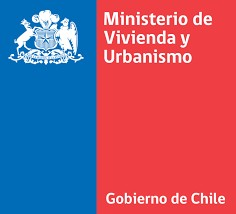 Ministerio de
Vivienda y
Urbanismo
Gobierno de Chile